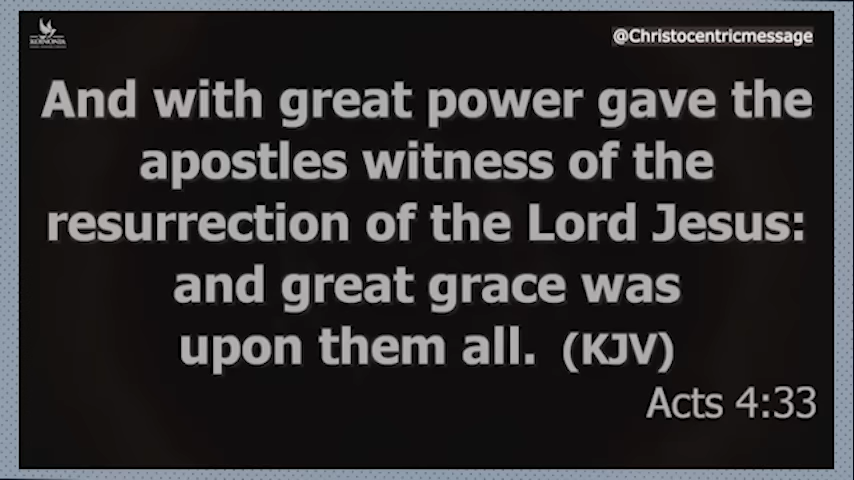 KOINONIA
@Christocentricmessage
And with great power gave the
apostles witness of the
resurrection of the Lord Jesus:
and great grace was
upon them all. (KJV)
Acts 4:33